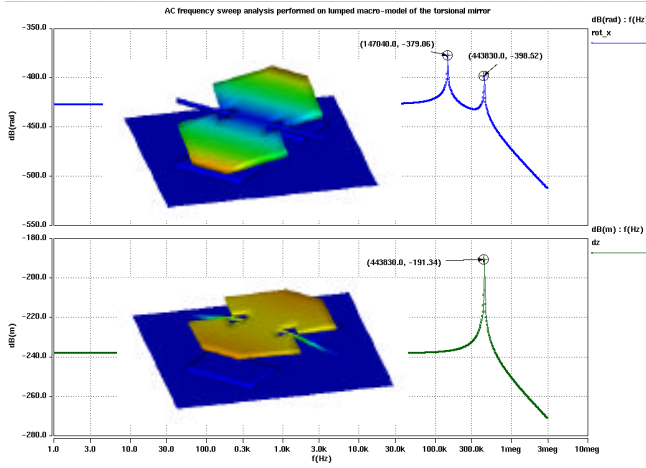 AC frequency sweep analysis performed on lumped macro-model of the torsional mirror
dB(rad) : f(Hz)
rot_x
-350.0
-400.0
-450.0
-500.0
-550.0
dB(rad)
(147040.0, -379.06)
(443830.0, -398.52)
dB(m) : f(Hz)
dz
-180.0
-200.0
-220.0
-240.0
-260.0
-280.0
dB(m)
(443830.0, -191.34)
1.0 3.0 10.0 30.0 100.0 300.0 1.0k 3.0k 10.0k 30.0k 100.0k 300.0k 1meg 3meg 10meg
f(Hz)